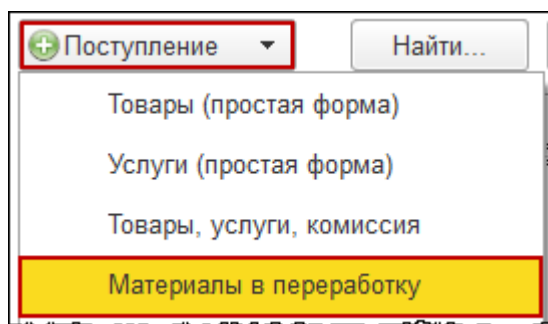 Поступление
Найти...
Товары (простая форма)
Услуги (простая форма)
Товары, услуги, комиссия
Материалы в переработку